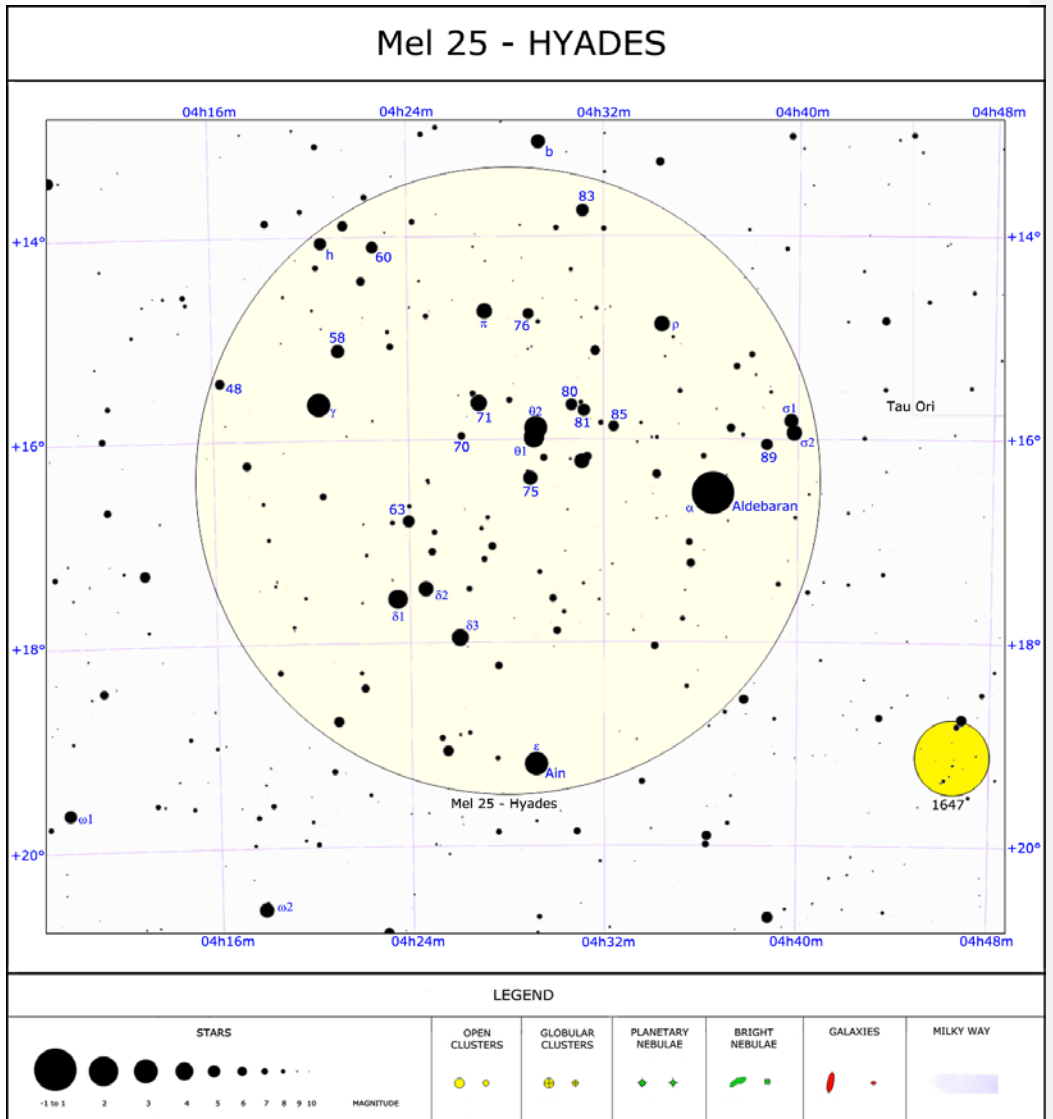 Mel 25 - HYADES
04h16m 04h24m 04h32m 04h40m 04h48m
b
83
+14° +14°
h 60
π 76 ρ
58
48
γ 71 80 81 85 Tau Ori
σ1
θ2
σ2
+16° 70 θ1 89 +16°
75
α Aldebaran
63
δ2
δ1
δ3
+18° +18°
ε
Ain
Mel 25 - Hyades
1647
ω1
+20° +20°
ω2
04h16m 04h24m 04h32m 04h40m 04h48m
LEGEND
STARS
OPEN CLUSTERS
GLOBULAR CLUSTERS
PLANETARY NEBULAE
BRIGHT NEBULAE
GALAXIES
MILKY WAY
-1 to 1 2 3 4 5 6 7 8 9 10 MAGNITUDE